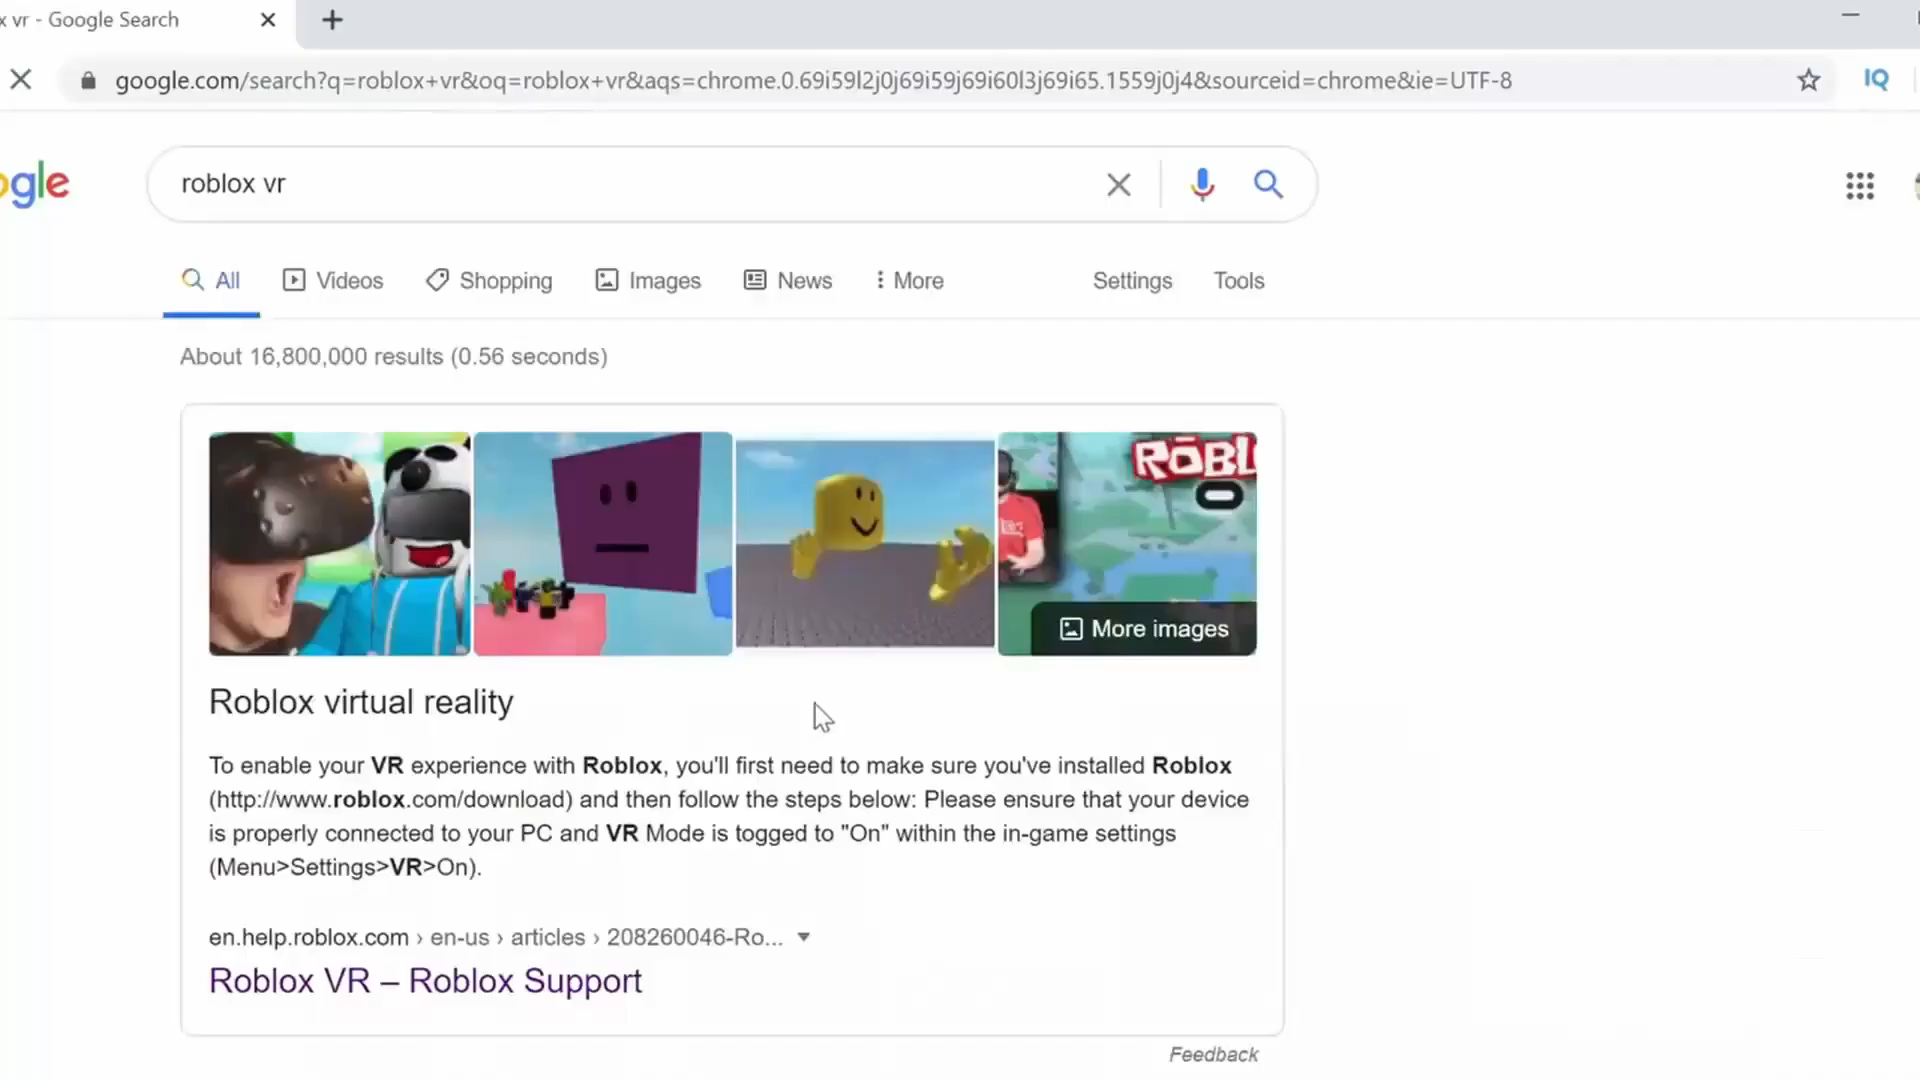 x vr - Google Search
google.com/search?q=roblox+vr&oq=roblox+vr&aqs=chrome.0.69i59l2j0j69i59j69i60l3j69i65.1559j0j4&sourceid=chrome&ie=UTF-8
IQ
ogle
roblox vr
All Videos Shopping Images News More Settings Tools
About 16,800,000 results (0.56 seconds)
ROBL
More images
Roblox virtual reality
To enable your VR experience with Roblox, you'll first need to make sure you've installed Roblox
(http://www.roblox.com/download) and then follow the steps below: Please ensure that your device
is properly connected to your PC and VR Mode is togged to "On" within the in-game settings
(Menu>Settings>VR>On).
en.help.roblox.com › en-us › articles › 208260046-Ro...
Roblox VR – Roblox Support
Feedback